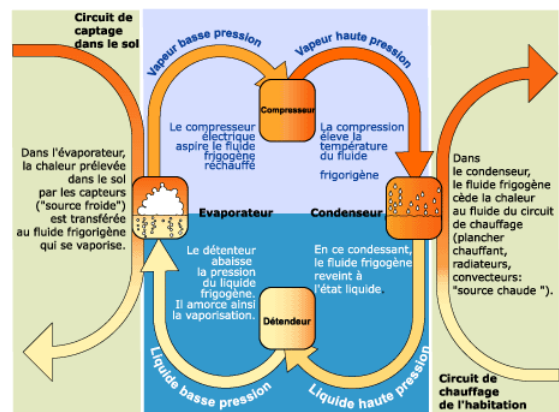 Circuit de
captage
dans le sol
Vapeur basse pression
Vapeur haute pression
Compresseur
Le compresseur
électrique
aspire le fluide
frigogène
réchauffé
La compression
élève la
température
du fluide
frigorigène
Dans l'évaporateur,
la chaleur prélevée
dans le sol
par les capteurs
("source froide")
est transférée
au fluide frigorigène
qui se vaporise.
Evaporateur
Condenseur
Dans
le condenseur,
le fluide frigogène
cède la chaleur
au fluide du circuit
de chauffage
(plancher
chauffant,
radiateurs,
convecteurs:
"source chaude ").
Le détenteur
abaisse
la pression
du liquide
frigogène.
Il amorce ainsi
la vaporisation.
En ce condessant,
le fluide frigogène
reveint à
l'état liquide.
Détendeur
Liquide basse pression
Liquide haute pression
Circuit de
chauffage
de l'habitation